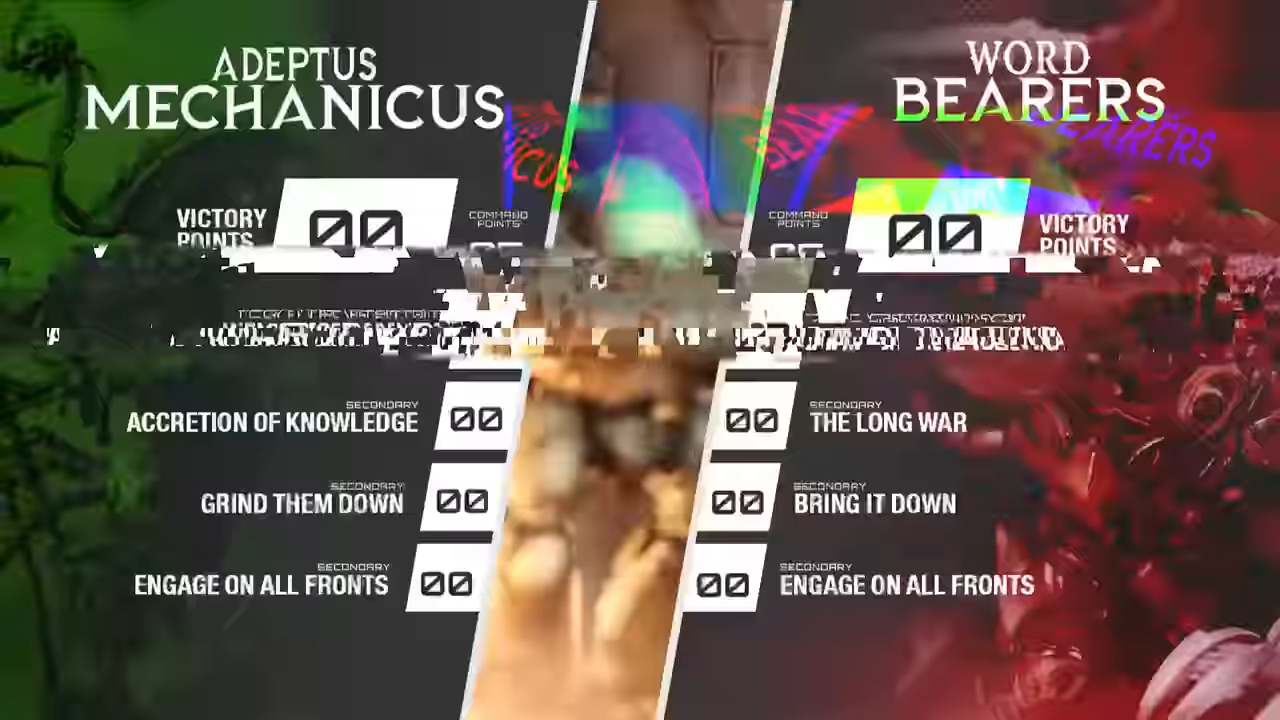 ADEPTUS
MECHANICUS
VICTORY
POINTS
00
COMMAND
POINTS
SECONDARY
ACCRETION OF KNOWLEDGE
00
SECONDARY
GRIND THEM DOWN
00
SECONDARY
ENGAGE ON ALL FRONTS
00
WORD
BEARERS
BEARERS
COMMAND
POINTS
00
VICTORY
POINTS
00
SECONDARY
THE LONG WAR
00
SECONDARY
BRING IT DOWN
00
SECONDARY
ENGAGE ON ALL FRONTS